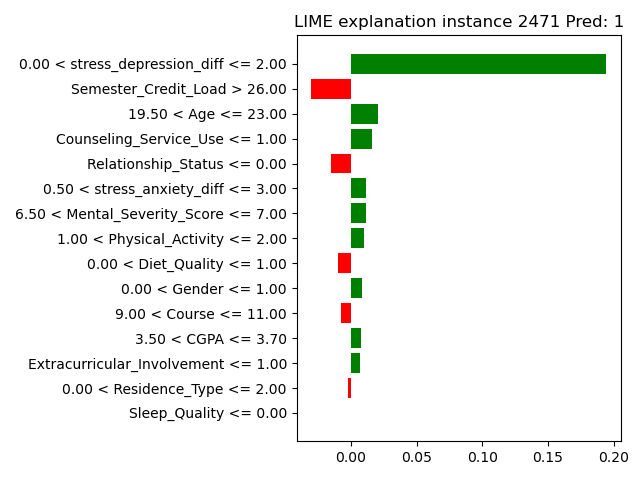 LIME explanation instance 2471 Pred: 1
0.00 < stress_depression_diff <= 2.00
Semester_Credit_Load > 26.00
19.50 < Age <= 23.00
Counseling_Service_Use <= 1.00
Relationship_Status <= 0.00
0.50 < stress_anxiety_diff <= 3.00
6.50 < Mental_Severity_Score <= 7.00
1.00 < Physical_Activity <= 2.00
0.00 < Diet_Quality <= 1.00
0.00 < Gender <= 1.00
9.00 < Course <= 11.00
3.50 < CGPA <= 3.70
Extracurricular_Involvement <= 1.00
0.00 < Residence_Type <= 2.00
Sleep_Quality <= 0.00
0.00 0.05 0.10 0.15 0.20